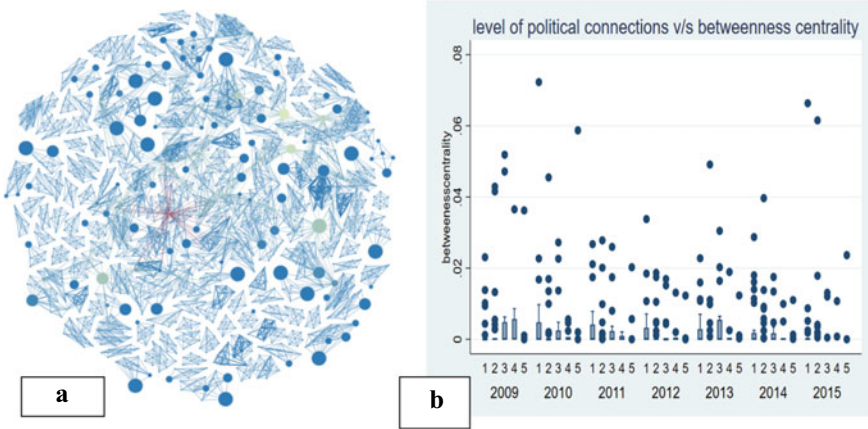 level of political connections v/s betweenness centrality
.08
.06
.04
.02
0
betweenesscentrality
1 2 3 4 5 1 2 3 4 5 1 2 3 4 5 1 2 3 4 5 1 2 3 4 5 1 2 3 4 5 1 2 3 4 5
2009 2010 2011 2012 2013 2014 2015
a
b